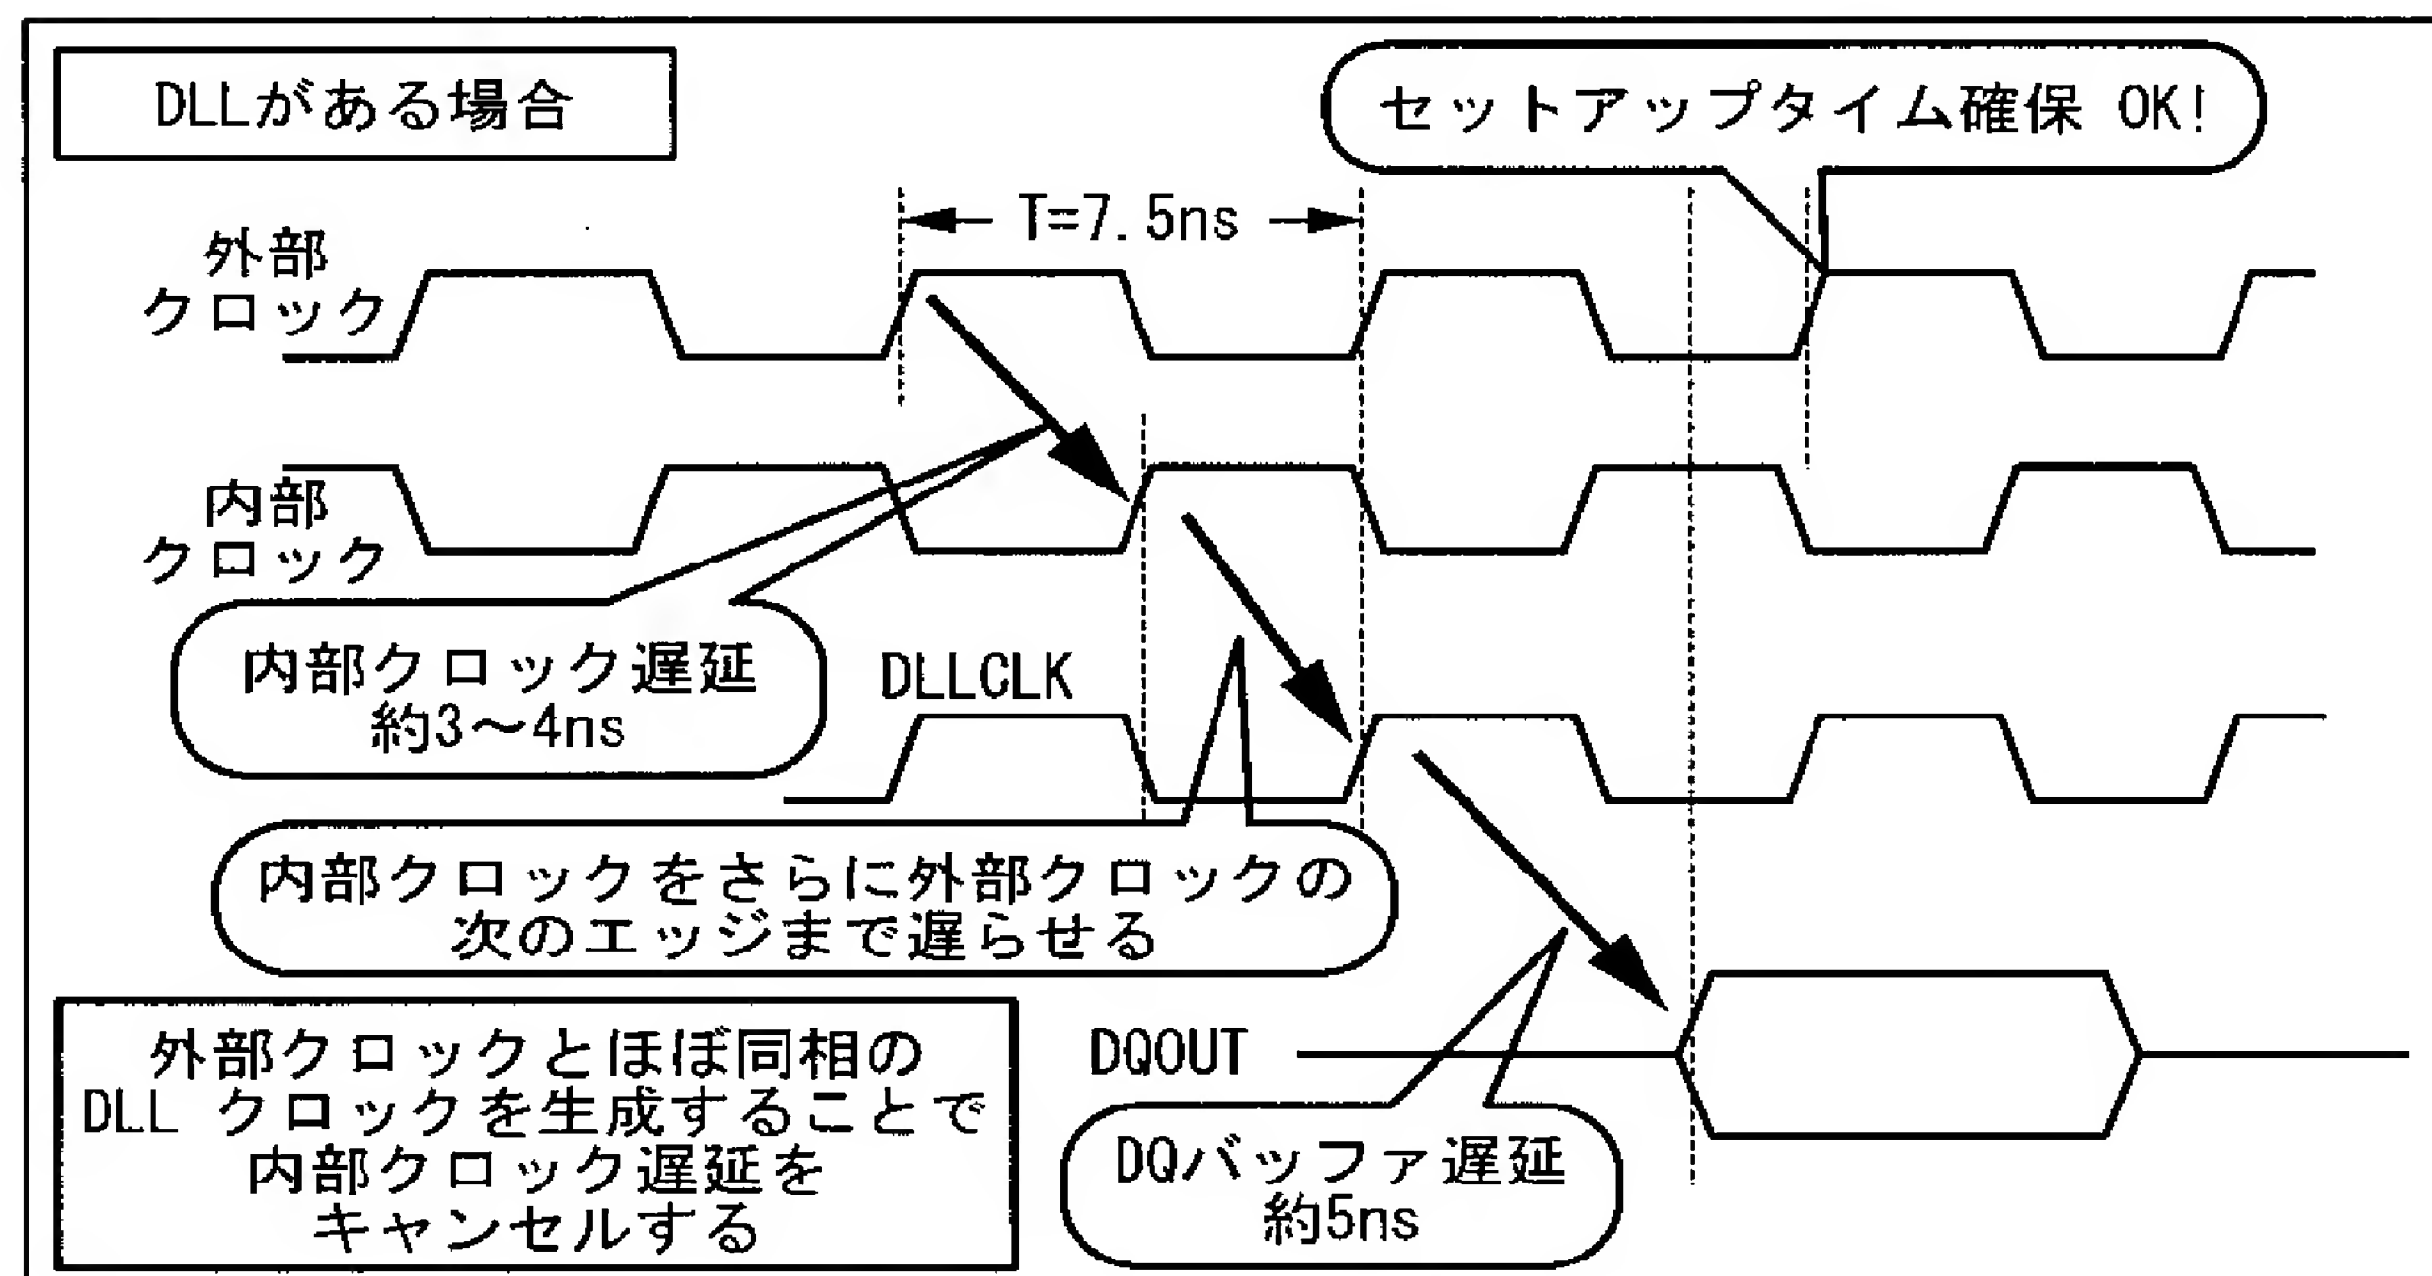 DLLがある場合
セットアップタイム確保 OK!
T=7.5ns
外部
クロック
内部
クロック
内部クロック遅延
約3～4ns
DLLCLK
内部クロックをさらに外部クロックの
次のエッジまで遅らせる
外部クロックとほぼ同相の
DLL クロックを生成することで
内部クロック遅延を
キャンセルする
DQOUT
DQバッファ遅延
約5ns